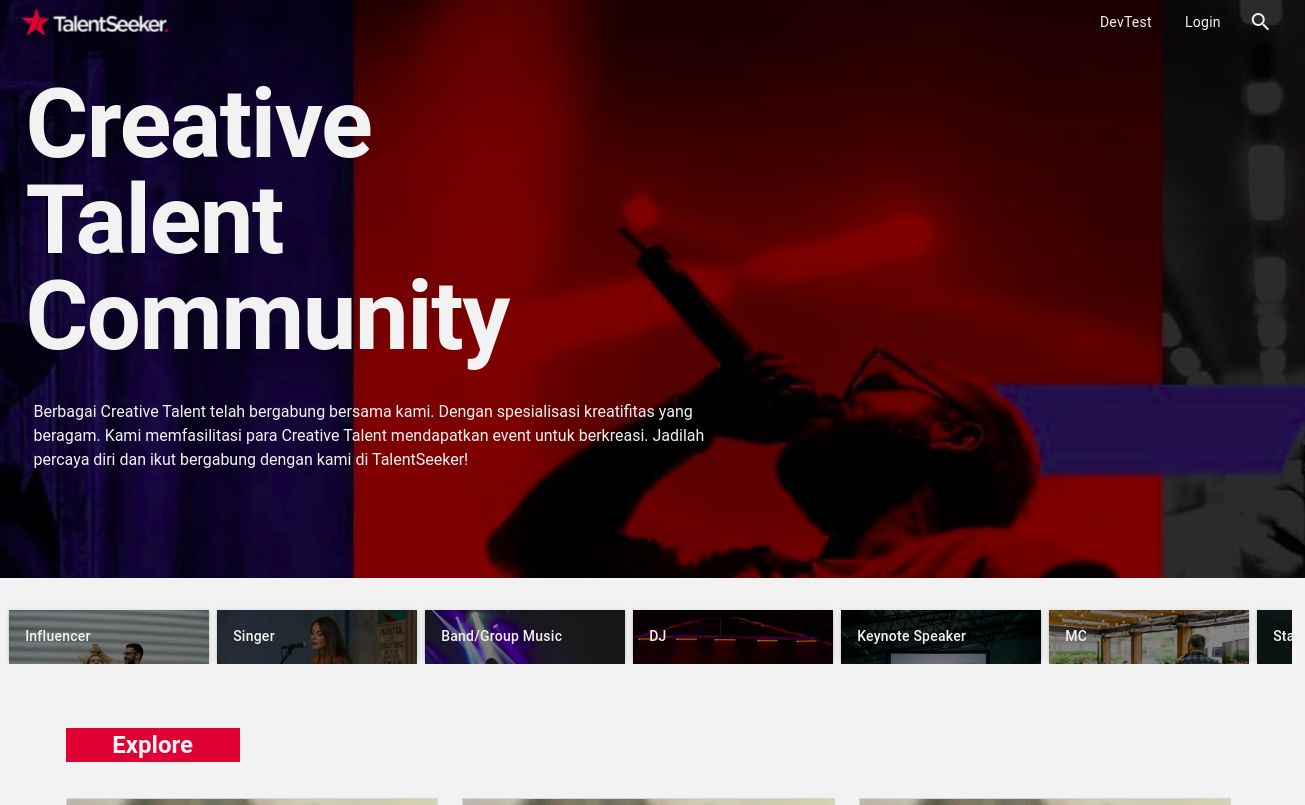 TalentSeeker.
DevTest
Login
Creative
Talent
Community
Berbagai Creative Talent telah bergabung bersama kami. Dengan spesialisasi kreatifitas yang
beragam. Kami memfasilitasi para Creative Talent mendapatkan event untuk berkreasi. Jadilah
percaya diri dan ikut bergabung dengan kami di TalentSeeker!
Influencer
Singer
Band/Group Music
DJ
Keynote Speaker
MC
Sta
Explore